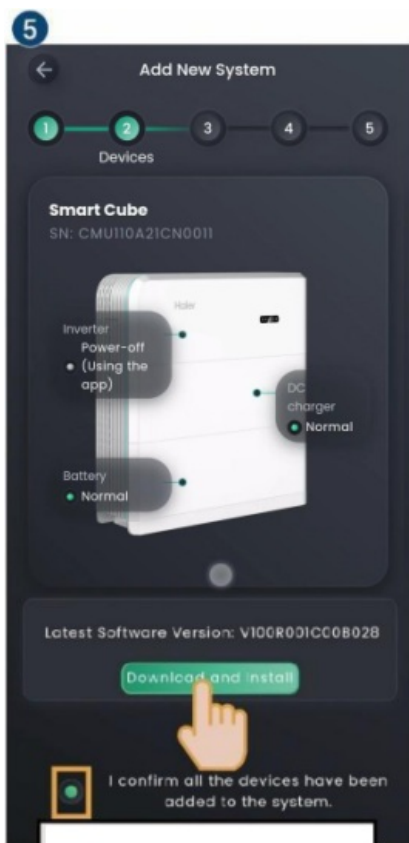 5
Add New System
1 2 3 4 5
Devices
Smart Cube
SN: CMU110A21CN0011
Haier
Inverter
Power-off
(Using the
app)
DC
charger
Normal
Battery
Normal
Latest Software Version: V100R001C00B028
Download and Install
I confirm all the devices have been
added to the system.